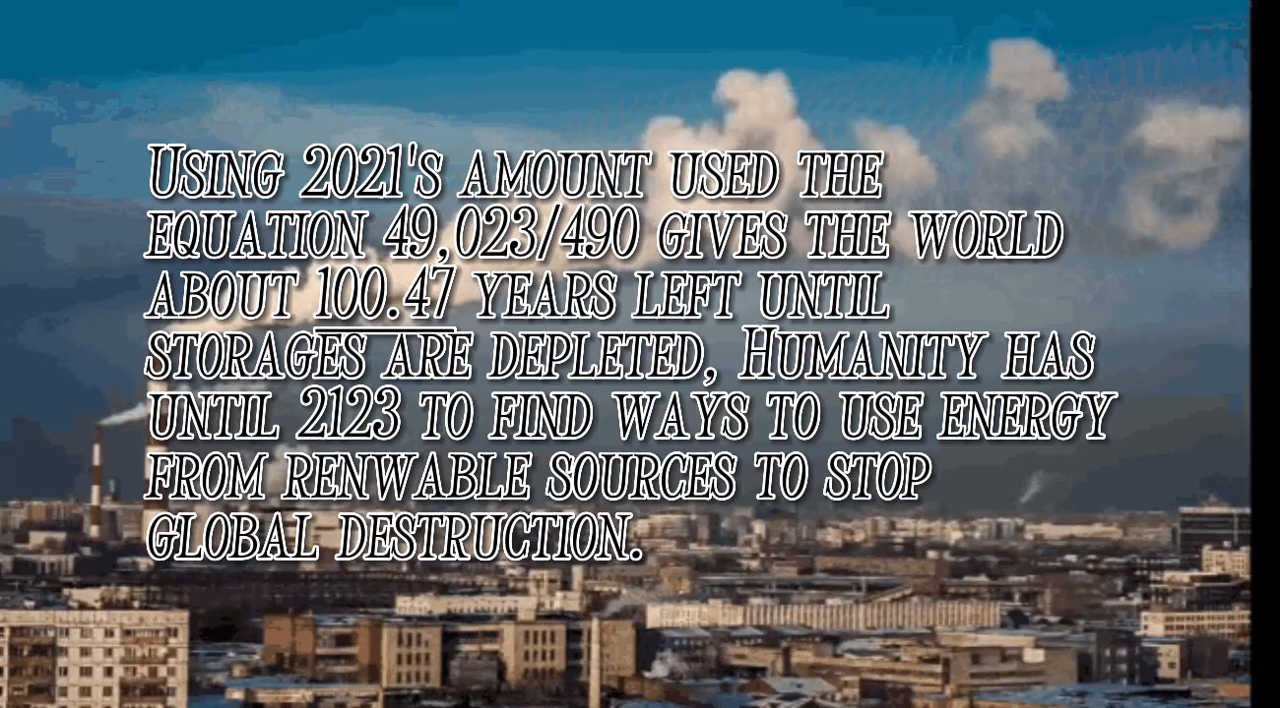 Using 2021's amount used the
equation 49,023/490 gives the world
about 100.47 years left until
storages are depleted, Humanity has
until 2123 to find ways to use energy
from renwable sources to stop
global destruction.